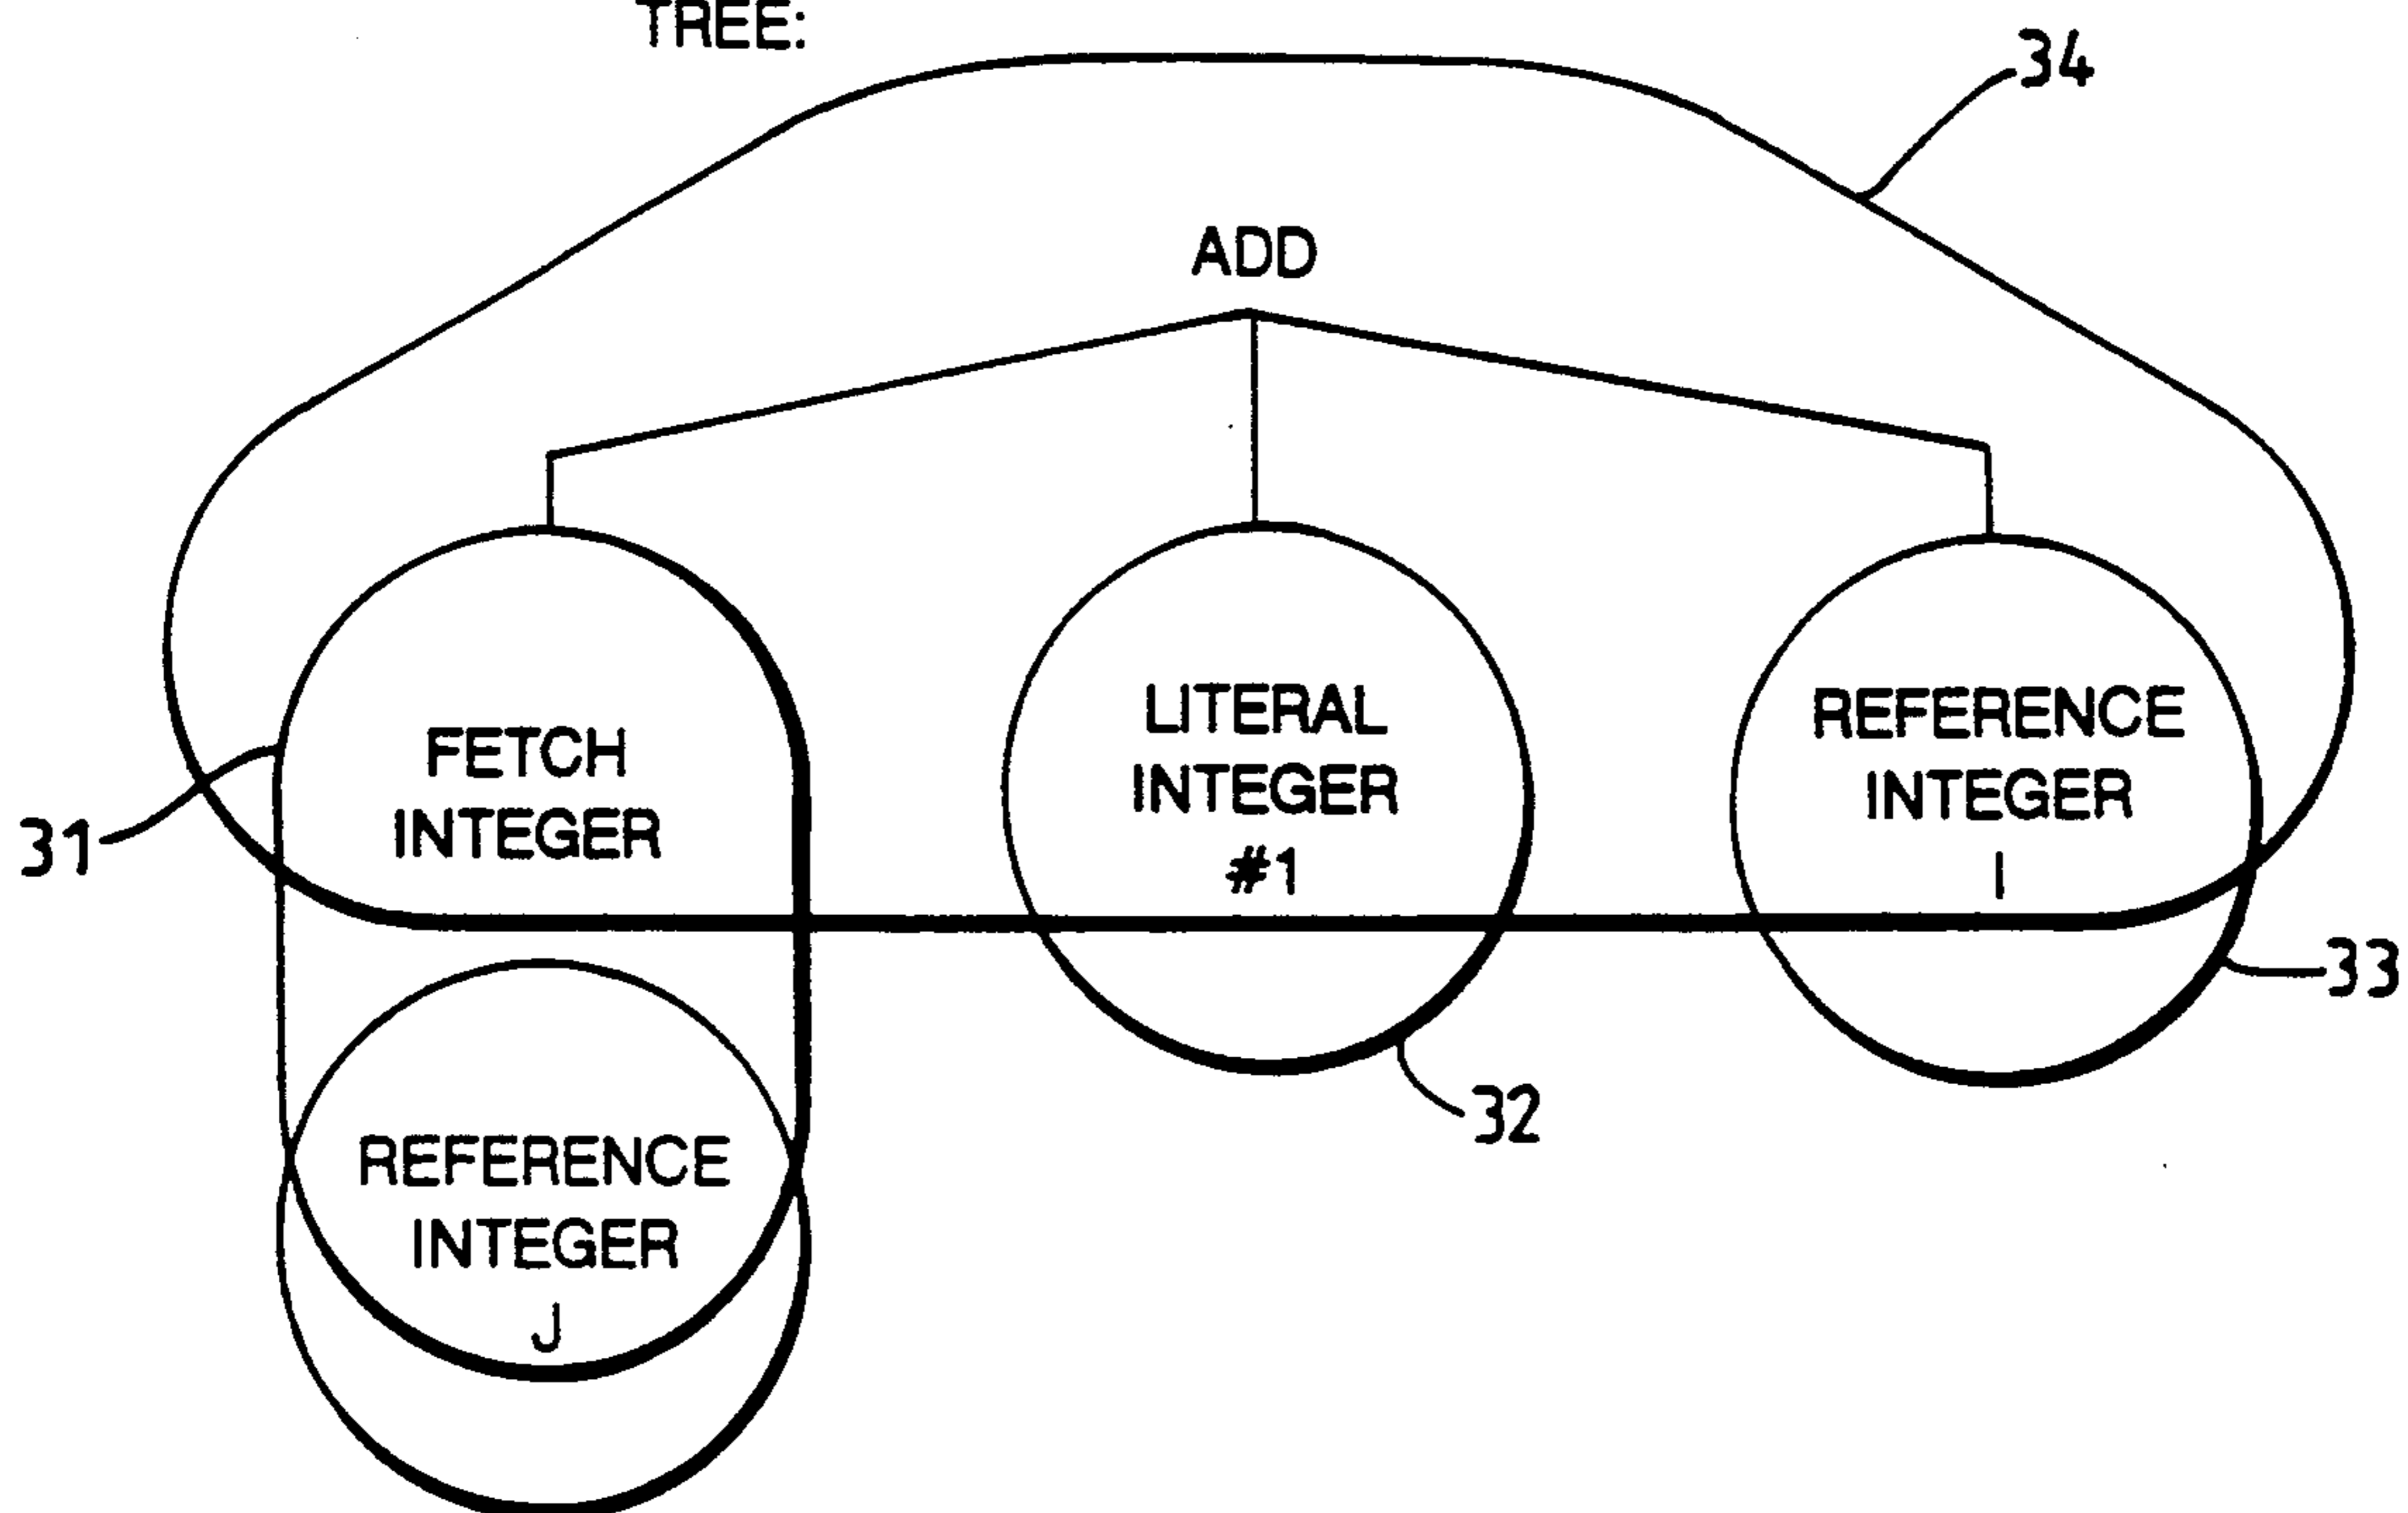 TREE:
34
ADD
FETCH
INTEGER
31
LITERAL
INTEGER
#1
REFERENCE
INTEGER
I
33
32
REFERENCE
INTEGER
J